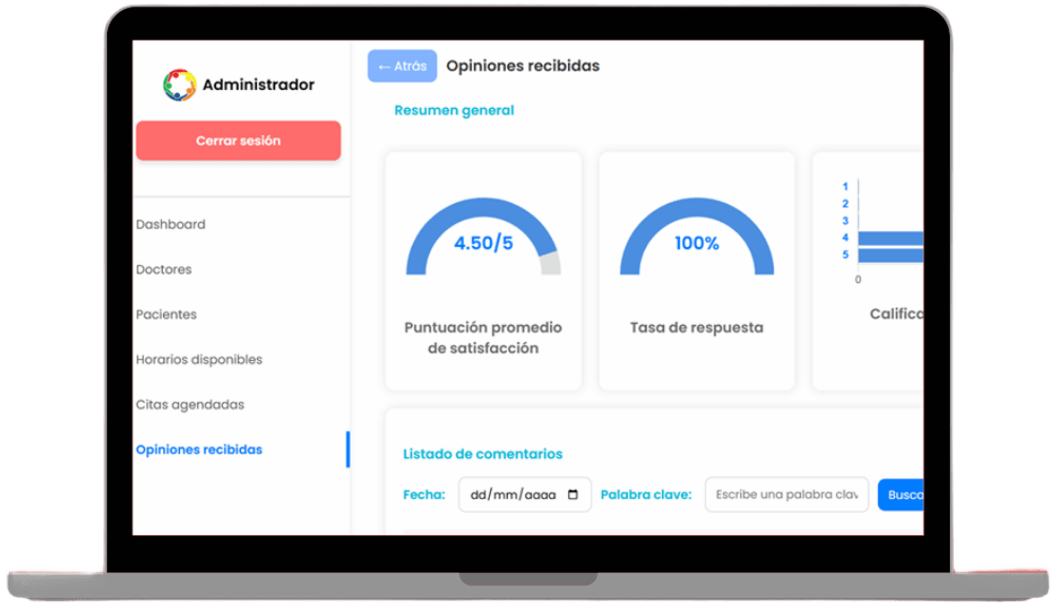 Administrador
Cerrar sesión
Dashboard
Doctores
Pacientes
Horarios disponibles
Citas agendadas
Opiniones recibidas
← Atrás
Opiniones recibidas
Resumen general
4.50/5
Puntuación promedio
de satisfacción
100%
Tasa de respuesta
1
2
3
4
5
0
Califica
Listado de comentarios
Fecha: dd/mm/aaaa Palabra clave: Escribe una palabra clav Busca